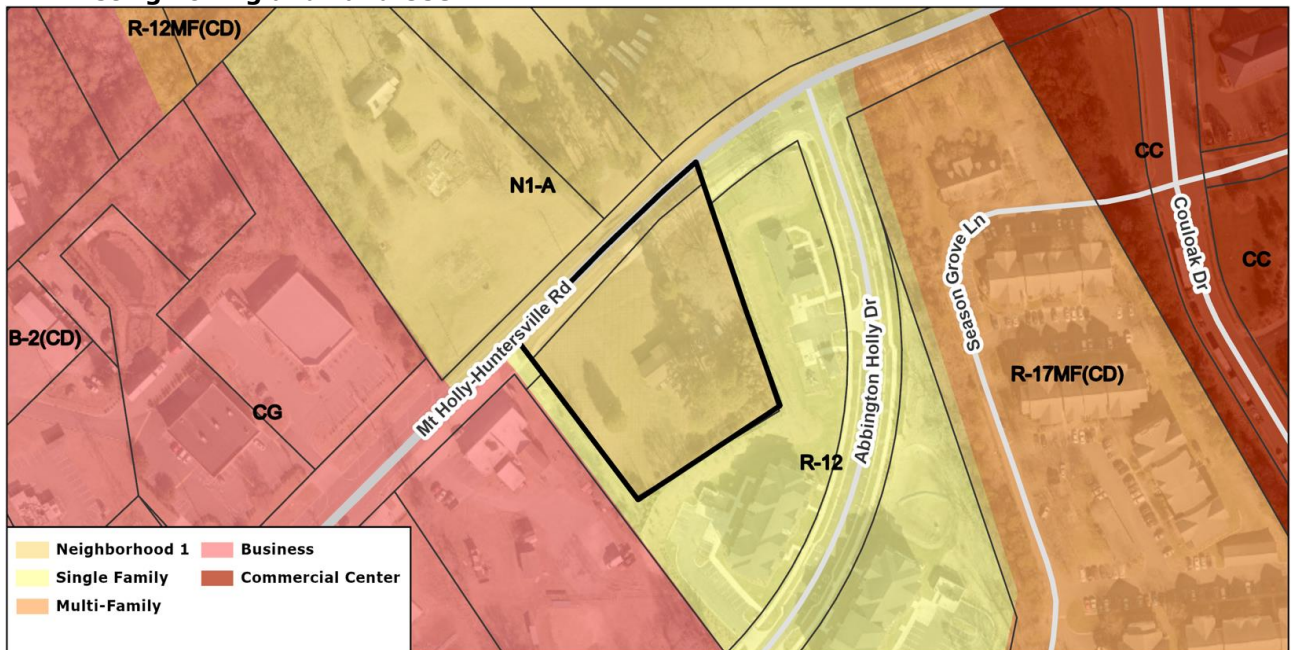 R-12MF(CD)
CC
N1-A
Couloak Dr
Season Grove Ln
CC
B-2(CD)
Mt Holly-Huntersville Rd
Abbington Holly Dr
R-17MF(CD)
CG
R-12
Neighborhood 1
Business
Single Family
Commercial Center
Multi-Family